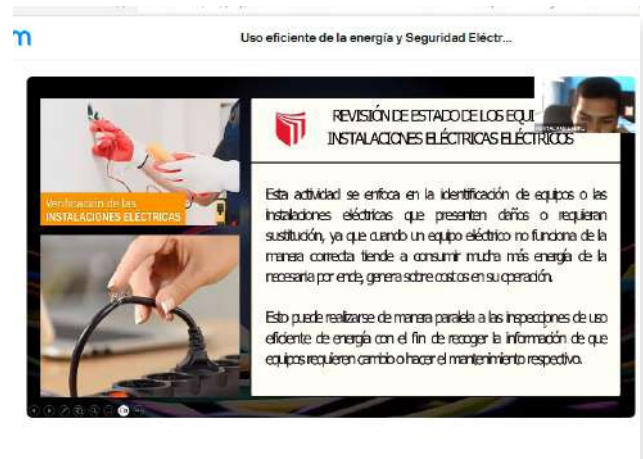 Uso eficiente de la energía y Seguridad Eléctr...
REVISIÓN DE ESTADO DE LOS EQUI
INSTALACIONES ELÉCTRICAS ELÉCTRICOS
Verificación de las
INSTALACIONES ELÉCTRICAS
Esta actividad se enfoca en la identificación de equipos o las
instalaciones eléctricas que presenten daños o requieran
sustitución, ya que cuando un equipo eléctrico no funciona de la
manera correcta tiende a consumir mucha más energía de la
necesaria por ende, genera sobre costos en su operación.
Esto puede realizarse de manera paralela a las inspecciones de uso
eficiente de energía con el fin de recoger la información de que
equipos requieren cambio o hacer el mantenimiento respectivo.